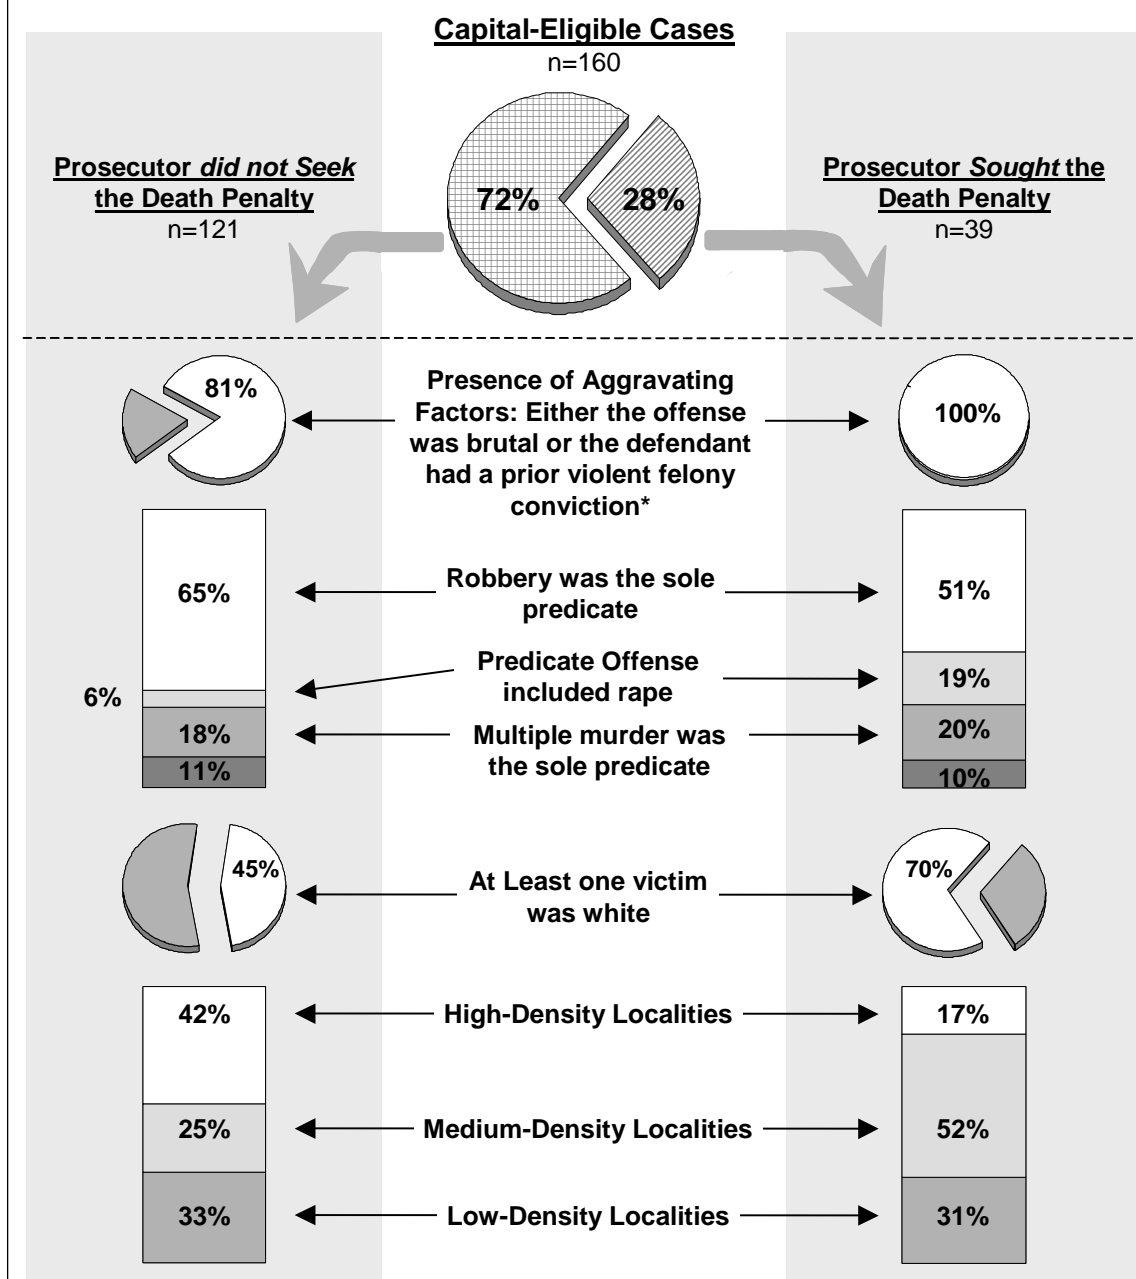 Capital-Eligible Cases
n=160
Prosecutor did not Seek
the Death Penalty
n=121
72%
28%
Prosecutor Sought the
Death Penalty
n=39
81%
Presence of Aggravating
Factors: Either the offense
was brutal or the defendant
had a prior violent felony
conviction*
100%
65%
Robbery was the sole
predicate
51%
6%
Predicate Offense
included rape
19%
18%
Multiple murder was
the sole predicate
20%
11%
10%
45%
At Least one victim
was white
70%
42%
High-Density Localities
17%
25%
Medium-Density Localities
52%
33%
Low-Density Localities
31%